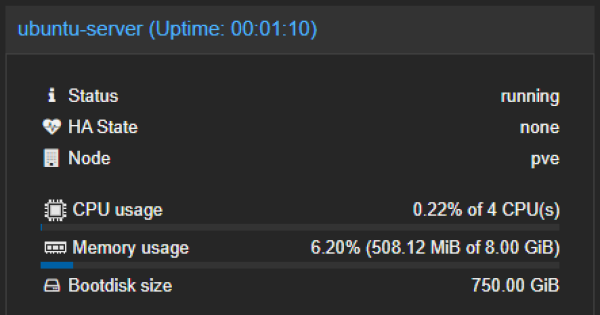 ubuntu-server (Uptime: 00:01:10)
Status running
HA State none
Node pve
CPU usage 0.22% of 4 CPU(s)
Memory usage 6.20% (508.12 MiB of 8.00 GiB)
Bootdisk size 750.00 GiB